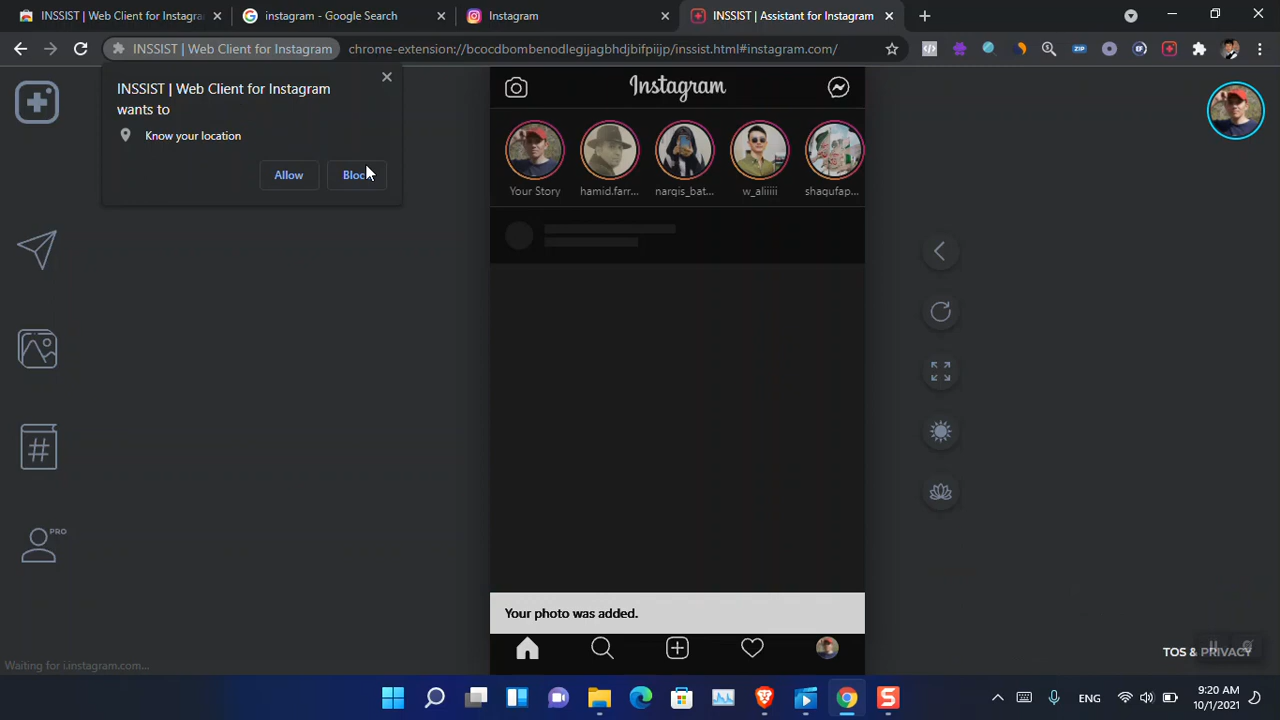 INSSIST | Web Client for Instagram
instagram - Google Search
Instagram
INSSIST | Assistant for Instagram
INSSIST | Web Client for Instagram
chrome-extension://bcocdbombenodlegijagbhdjbifpiijp/inssist.html#instagram.com/
ZIP
INSSIST | Web Client for Instagram
wants to
Know your location
Allow
Block
Instagram
Your Story
hamid.farr...
narqis_bat...
w_aliiiii
shaqufap...
#
PRO
Your photo was added.
Waiting for i.instagram.com...
TOS & PRIVACY
ENG
9:20 AM
10/1/2021